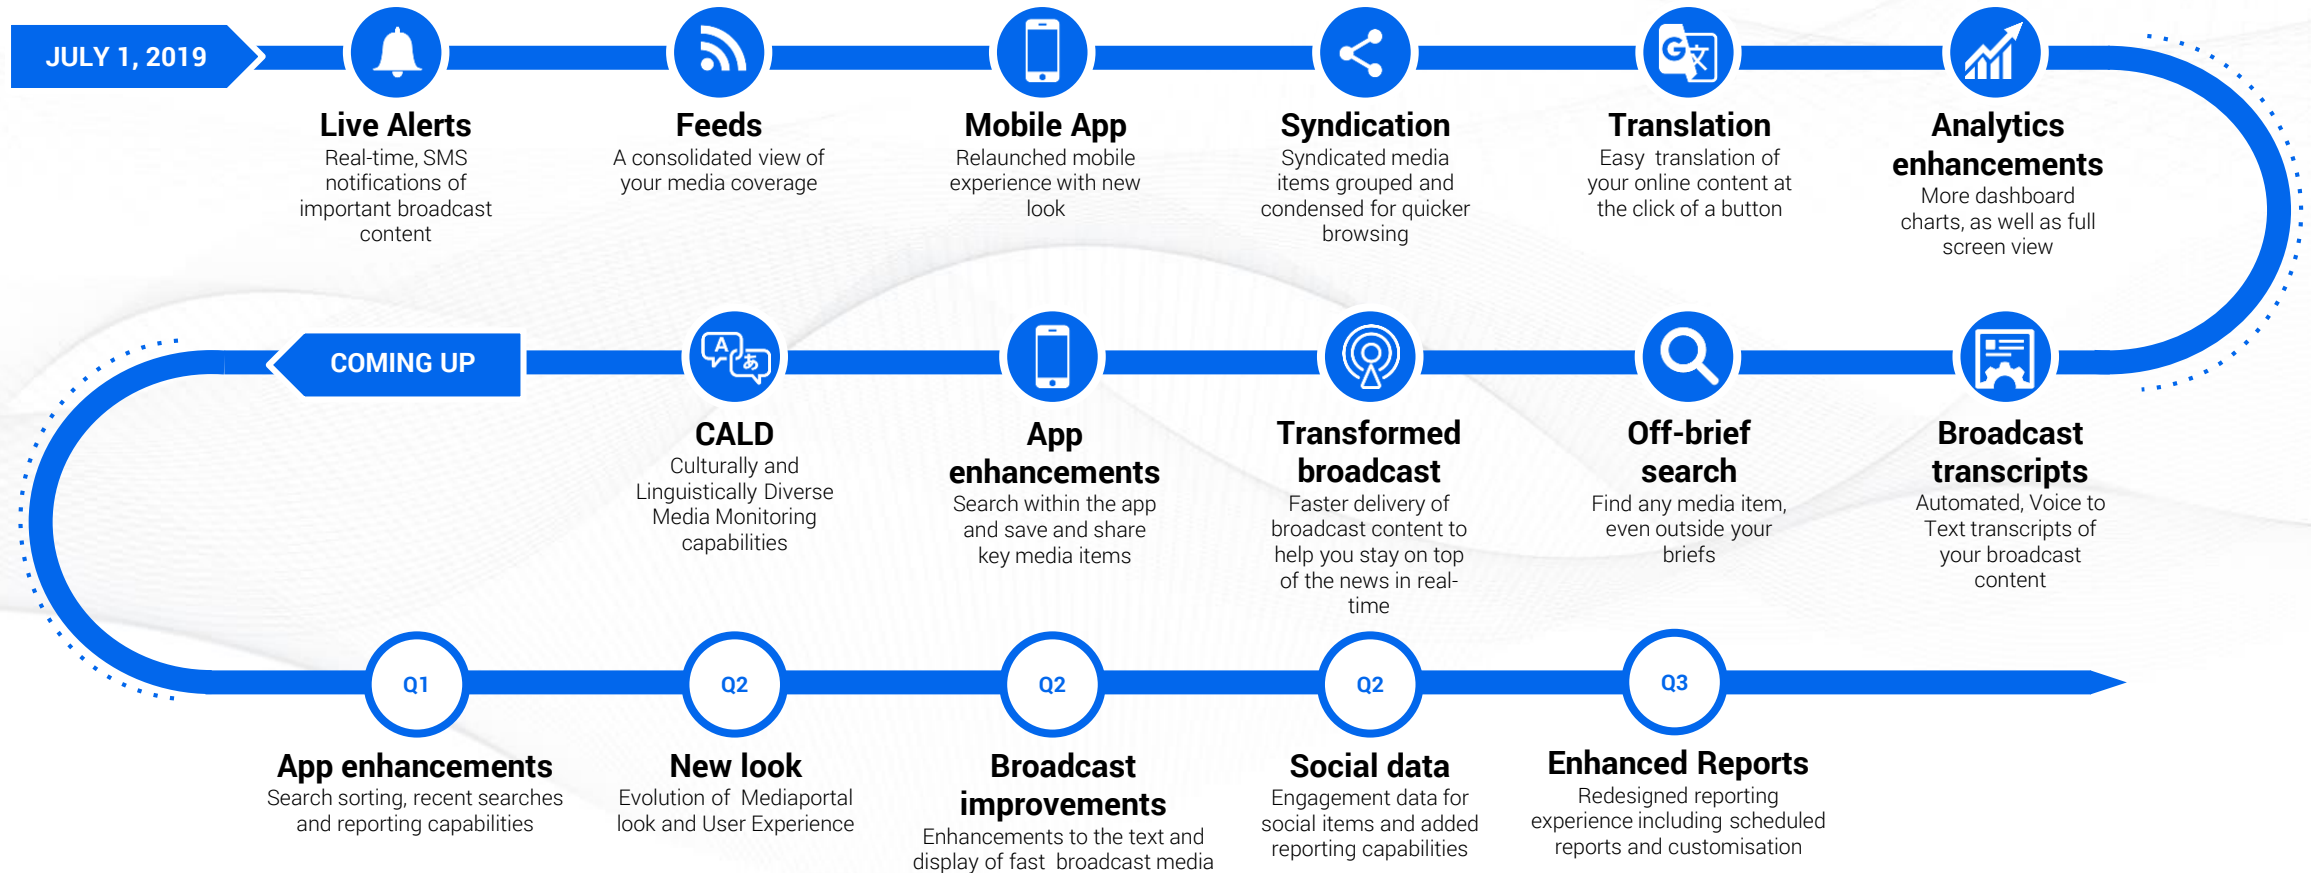 JULY 1, 2019
Live Alerts
Real-time, SMS
notifications of
important broadcast
content
Feeds
A consolidated view of
your media coverage
Mobile App
Relaunched mobile
experience with new
look
Syndication
Syndicated media
items grouped and
condensed for quicker
browsing
G文
Translation
Easy translation of
your online content at
the click of a button
Analytics
enhancements
More dashboard
charts, as well as full
screen view
COMING UP
Aあ
CALD
Culturally and
Linguistically Diverse
Media Monitoring
capabilities
App
enhancements
Search within the app
and save and share
key media items
Transformed
broadcast
Faster delivery of
broadcast content to
help you stay on top
of the news in real-
time
Off-brief
search
Find any media item,
even outside your
briefs
Broadcast
transcripts
Automated, Voice to
Text transcripts of
your broadcast
content
Q1
App enhancements
Search sorting, recent searches
and reporting capabilities
Q2
New look
Evolution of Mediaportal
look and User Experience
Q2
Broadcast
improvements
Enhancements to the text and
display of fast broadcast media
Q2
Social data
Engagement data for
social items and added
reporting capabilities
Q3
Enhanced Reports
Redesigned reporting
experience including scheduled
reports and customisation